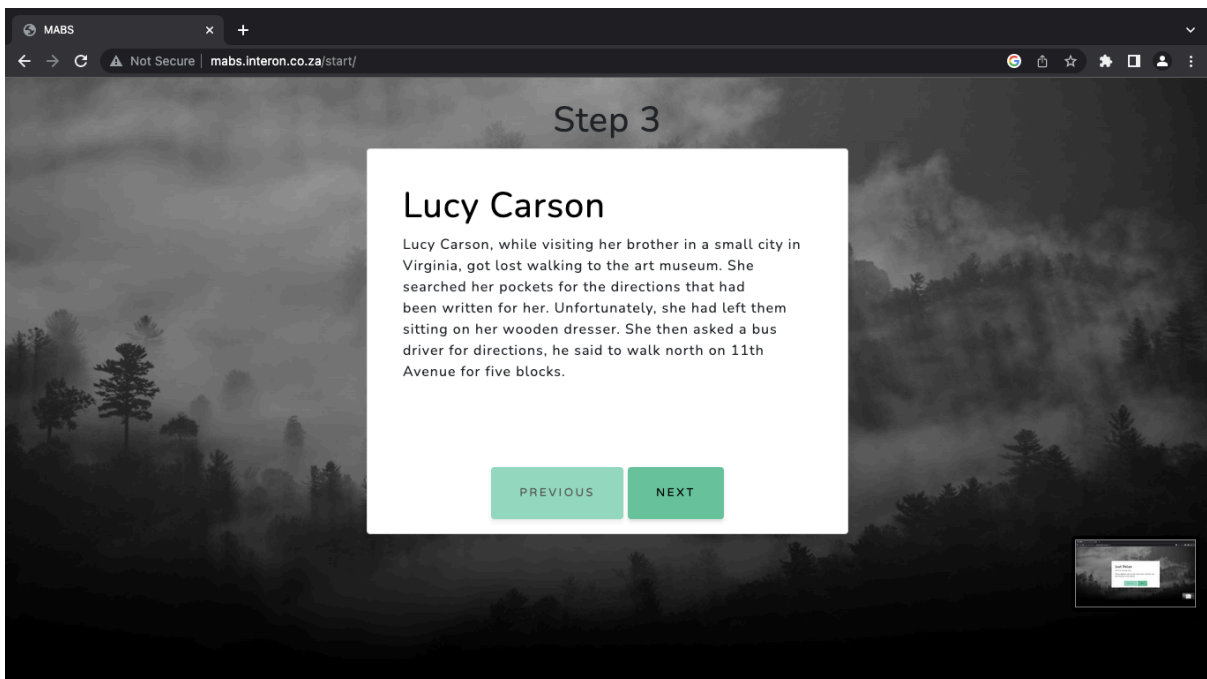 MABS
Not Secure | mabs.interon.co.za/start/
Step 3
Lucy Carson
Lucy Carson, while visiting her brother in a small city in
Virginia, got lost walking to the art museum. She
searched her pockets for the directions that had
been written for her. Unfortunately, she had left them
sitting on her wooden dresser. She then asked a bus
driver for directions, he said to walk north on 11th
Avenue for five blocks.
PREVIOUS NEXT